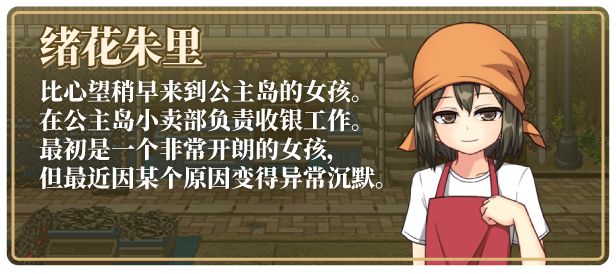 绪花朱里
比心望稍早来到公主岛的女孩。
在公主岛小卖部负责收银工作。
最初是一个非常开朗的女孩，
但最近因某个原因变得异常沉默。